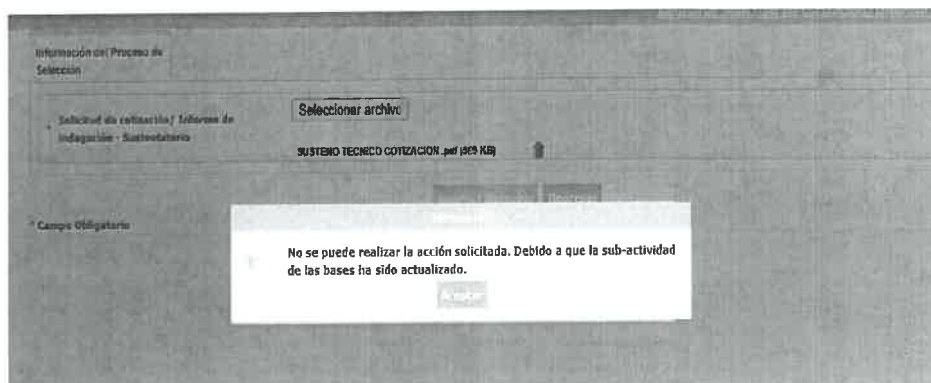 Información del Proceso de
Selección
* Solicitud de cotización/ Informe de
Indagación - Sustentatorio
Seleccionar archivo
SUSTENO TECNICO COTIZACION .pdf (569 KB)
* Campo Obligatorio
No se puede realizar la acción solicitada. Debido a que la sub-actividad
de las bases ha sido actualizado.
Aceptar